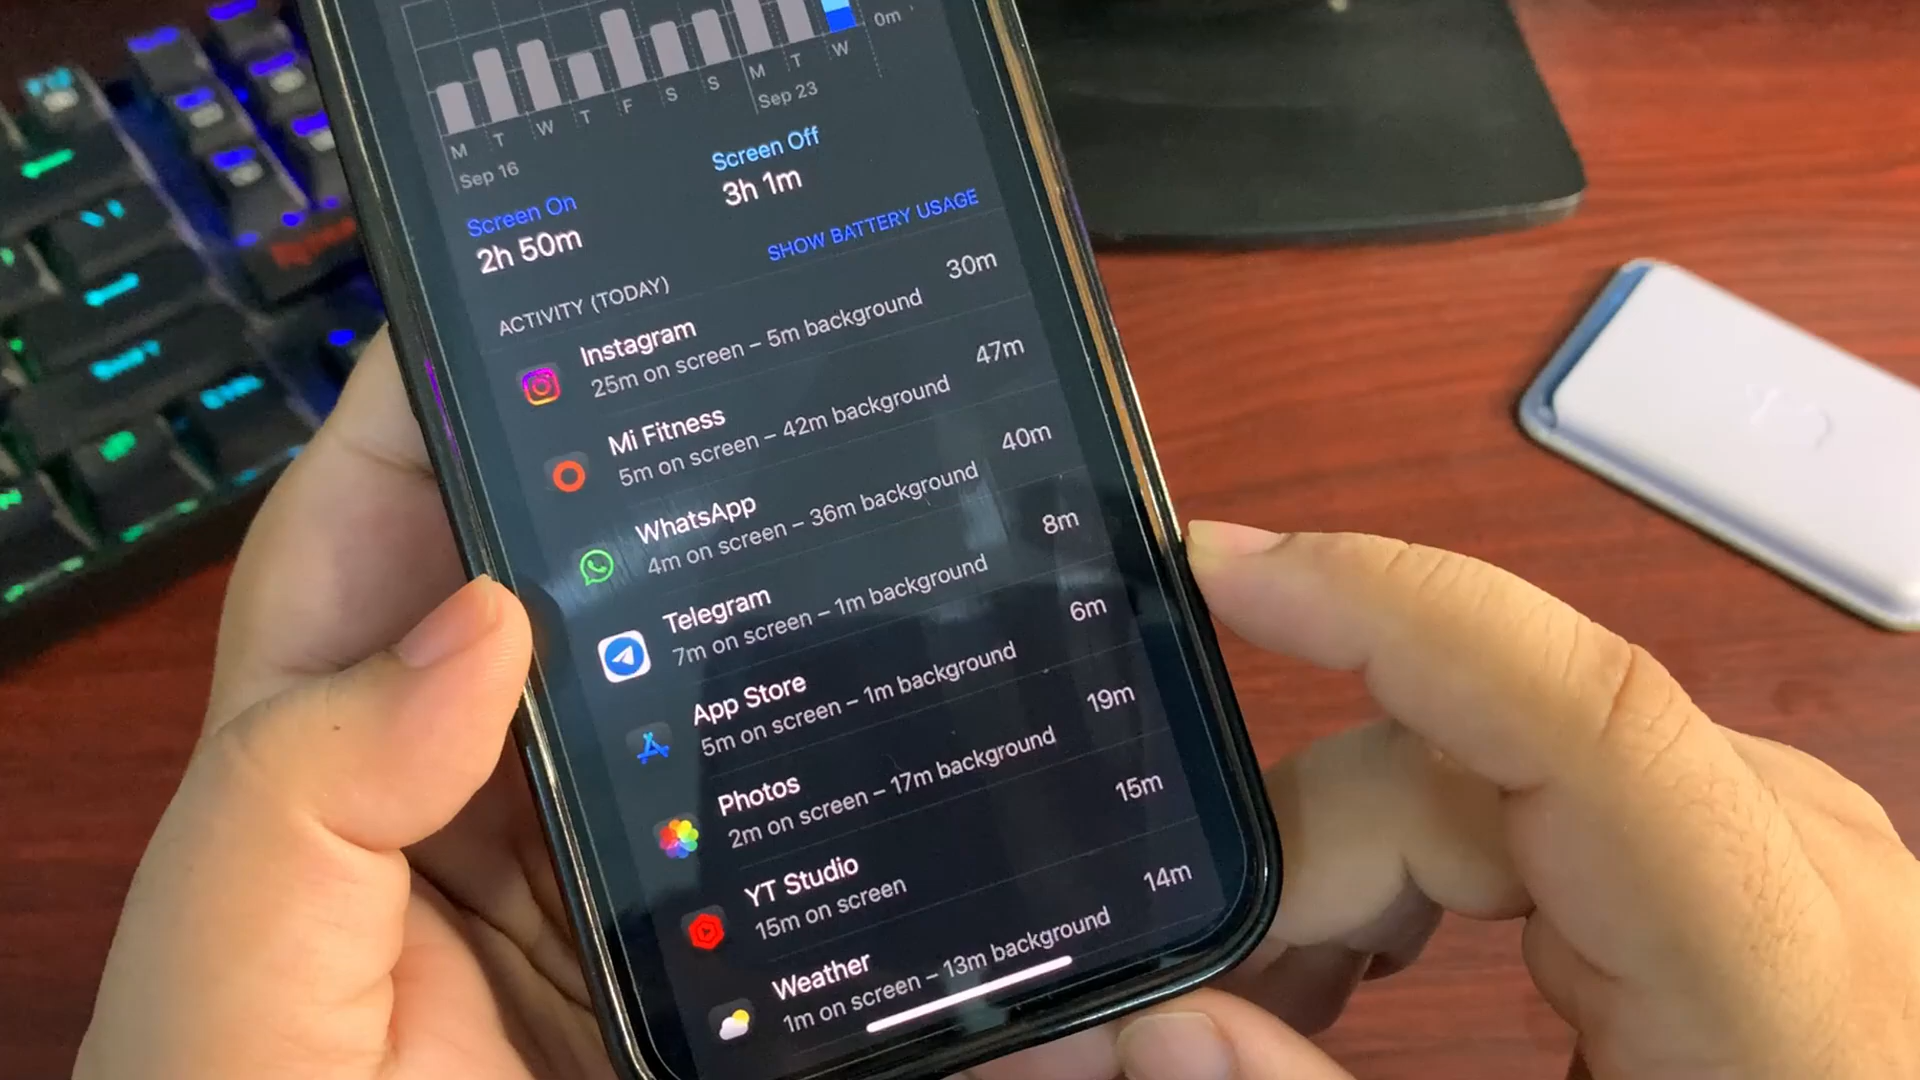 0m
M T W T F S S M T W
Sep 16 Sep 23
Screen On Screen Off
2h 50m 3h 1m
ACTIVITY (TODAY) SHOW BATTERY USAGE
Instagram 30m
25m on screen – 5m background
Mi Fitness 47m
5m on screen – 42m background
WhatsApp 40m
4m on screen – 36m background
Telegram 8m
7m on screen – 1m background
App Store 6m
5m on screen – 1m background
Photos 19m
2m on screen – 17m background
YT Studio 15m
15m on screen
Weather 14m
1m on screen – 13m background